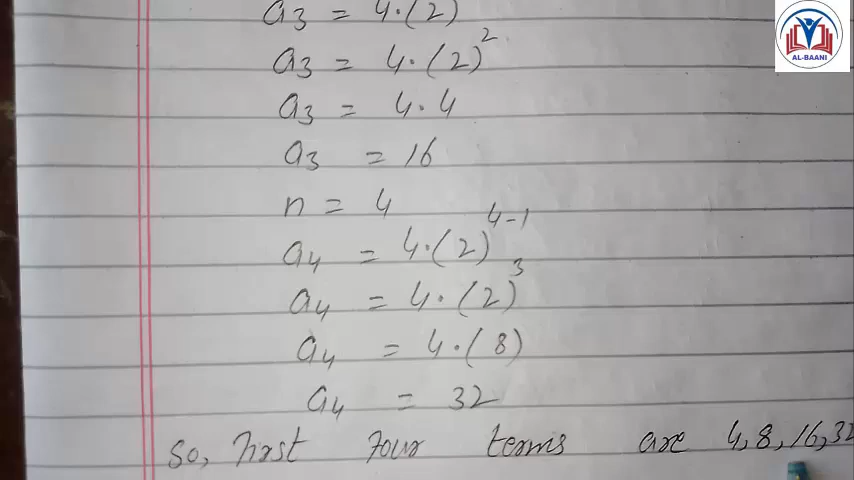 a₃ = 4·(2)
a₃ = 4·(2)²
a₃ = 4·4
a₃ = 16
n = 4
a₄ = 4·(2)⁴⁻¹
a₄ = 4·(2)³
a₄ = 4·(8)
a₄ = 32
So, first four terms are 4,8,16,32
AL-BAANI